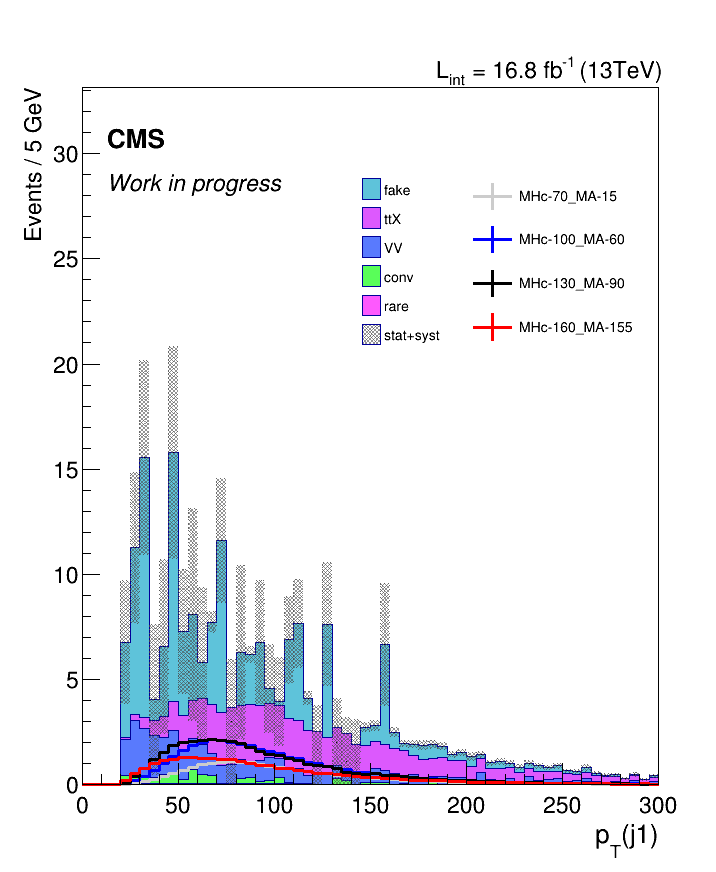 L_int = 16.8 fb^-1 (13TeV)
Events / 5 GeV
CMS
Work in progress
fake
ttX
VV
conv
rare
stat+syst
MHc-70_MA-15
MHc-100_MA-60
MHc-130_MA-90
MHc-160_MA-155
30
25
20
15
10
5
0
0 50 100 150 200 250 300
p_T(j1)